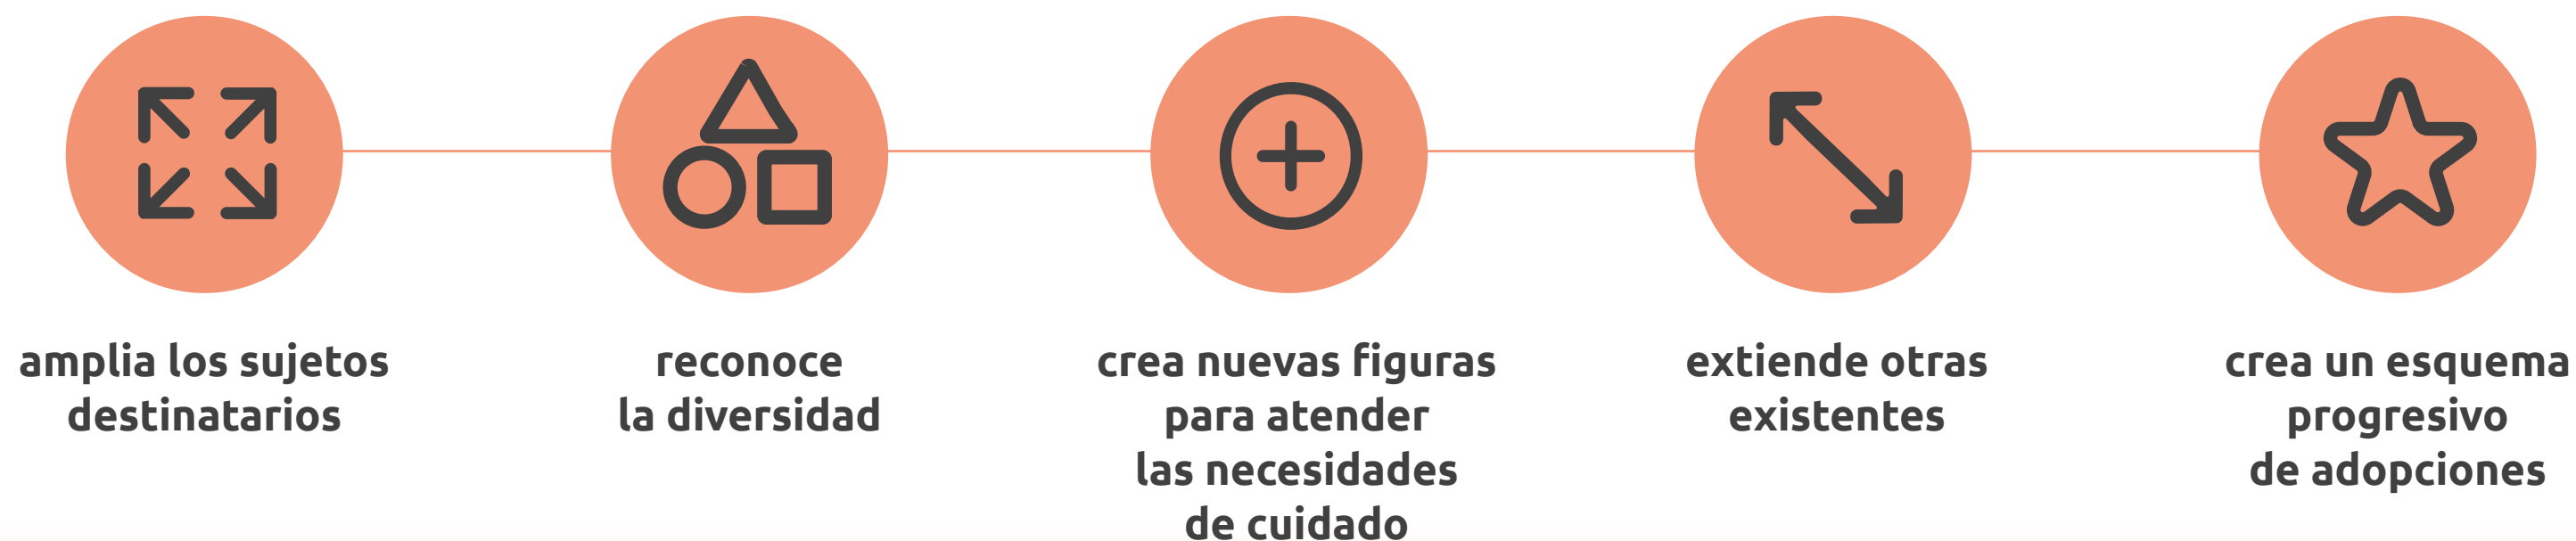 amplia los sujetos
destinatarios
reconoce
la diversidad
crea nuevas figuras
para atender
las necesidades
de cuidado
extiende otras
existentes
crea un esquema
progresivo
de adopciones